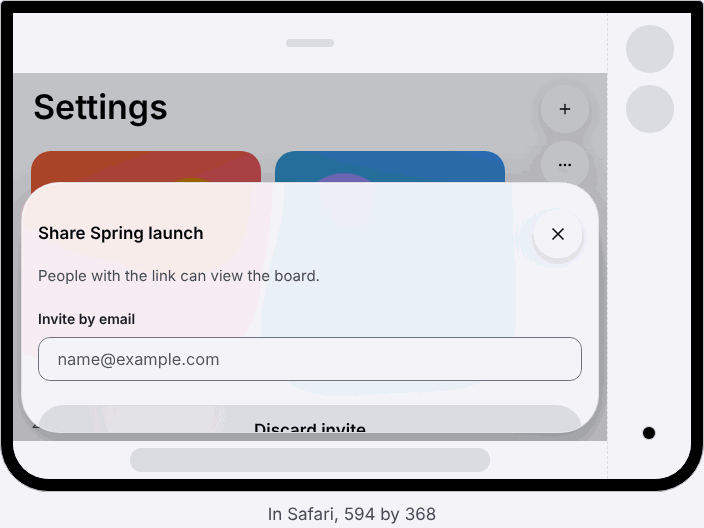 Settings
Share Spring launch
People with the link can view the board.
Invite by email
name@example.com
Discard invite
In Safari, 594 by 368